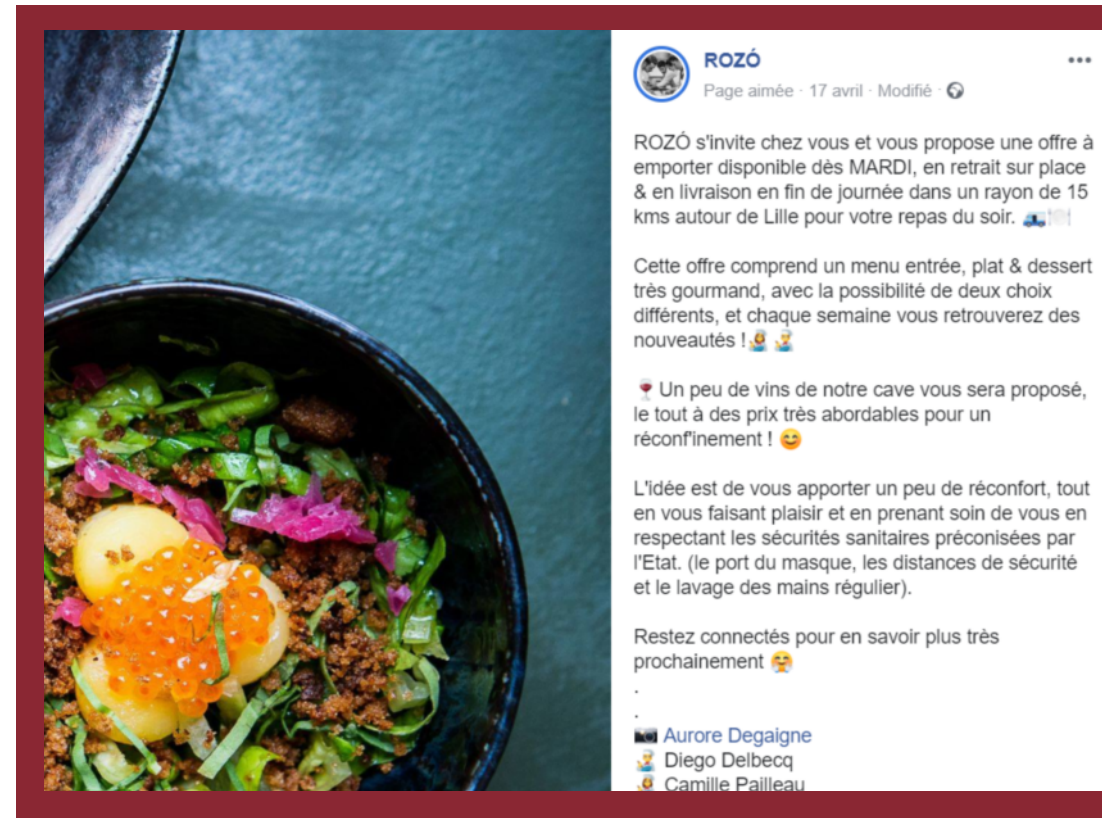 ROZÓ
Page aimée · 17 avril · Modifié ·
ROZÓ s'invite chez vous et vous propose une offre à
emporter disponible dès MARDI, en retrait sur place
& en livraison en fin de journée dans un rayon de 15
kms autour de Lille pour votre repas du soir. 🚐🍽️
Cette offre comprend un menu entrée, plat & dessert
très gourmand, avec la possibilité de deux choix
différents, et chaque semaine vous retrouverez des
nouveautés !👩‍🍳 👨‍🍳
🍷 Un peu de vins de notre cave vous sera proposé,
le tout à des prix très abordables pour un
réconf'inement ! 😊
L'idée est de vous apporter un peu de réconfort, tout
en vous faisant plaisir et en prenant soin de vous en
respectant les sécurités sanitaires préconisées par
l'Etat. (le port du masque, les distances de sécurité
et le lavage des mains régulier).
Restez connectés pour en savoir plus très
prochainement 🤗
.
.
📷 Aurore Degaigne
👨‍🍳 Diego Delbecq
👩‍🍳 Camille Pailleau